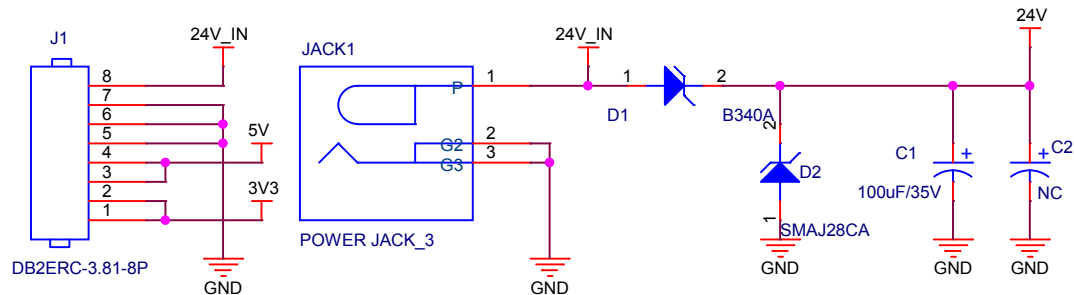 J1
24V_IN
8
7
6
5
4
3
2
1
5V
3V3
DB2ERC-3.81-8P
GND
JACK1
P
G2
G3
1
2
3
POWER JACK_3
GND
24V_IN
1
2
D1
B340A
2
D2
1
SMAJ28CA
GND
C1
+
100uF/35V
GND
24V
+
C2
NC
GND